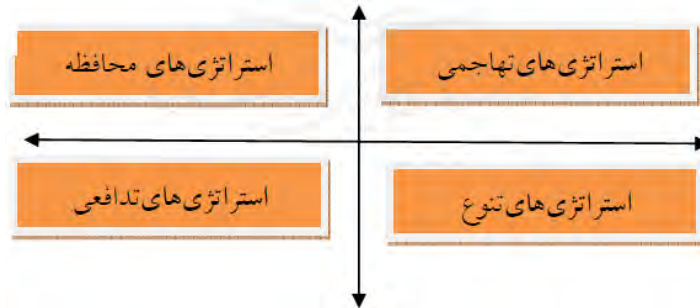 استراتژی‌های تهاجمی
استراتژی‌های محافظه
استراتژی‌های تنوع
استراتژی‌های تدافعی